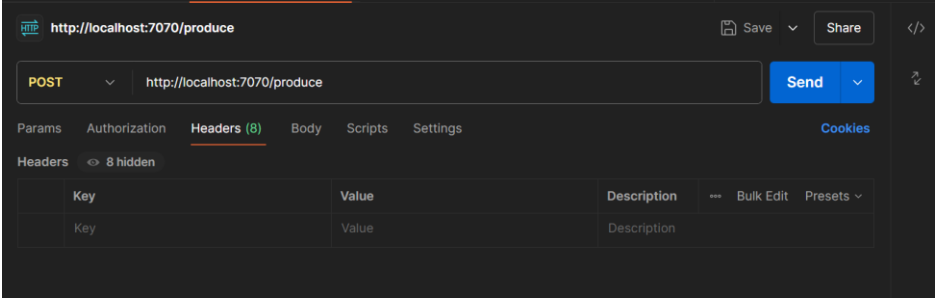 HTTP http://localhost:7070/produce Save Share </>
POST http://localhost:7070/produce Send
Params Authorization Headers (8) Body Scripts Settings Cookies
Headers 8 hidden
Key Value Description ••• Bulk Edit Presets
Key Value Description